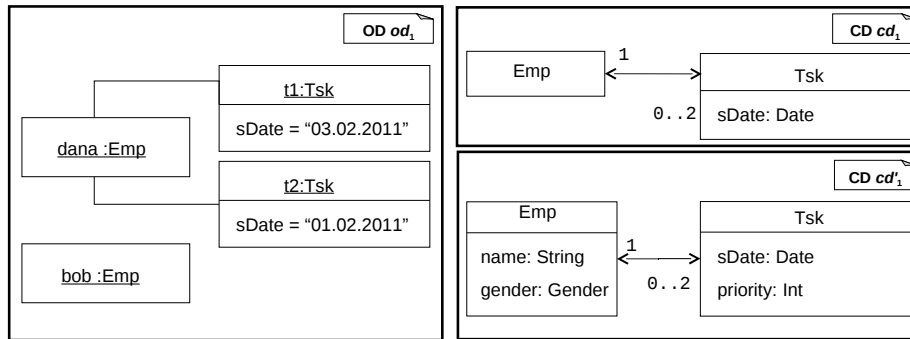 OD od1
t1:Tsk
sDate = “03.02.2011”
dana :Emp
t2:Tsk
sDate = “01.02.2011”
bob :Emp
CD cd1
Emp
1
0..2
Tsk
sDate: Date
CD cd'1
Emp
name: String
gender: Gender
1
0..2
Tsk
sDate: Date
priority: Int